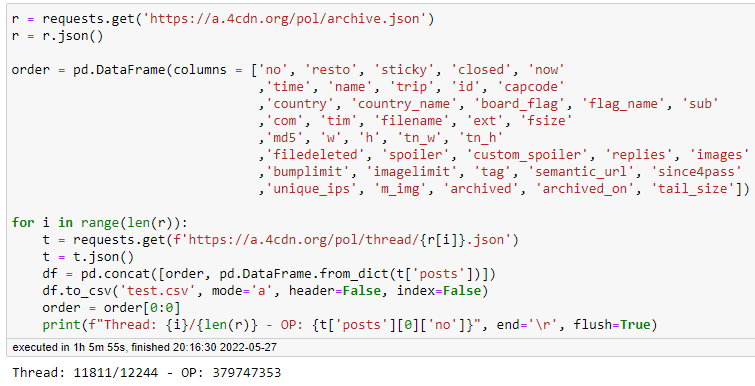 r = requests.get('https://a.4cdn.org/pol/archive.json')
r = r.json()
order = pd.DataFrame(columns = ['no', 'resto', 'sticky', 'closed', 'now'
,'time', 'name', 'trip', 'id', 'capcode'
,'country', 'country_name', 'board_flag', 'flag_name', 'sub'
,'com', 'tim', 'filename', 'ext', 'fsize'
,'md5', 'w', 'h', 'tn_w', 'tn_h'
,'filedeleted', 'spoiler', 'custom_spoiler', 'replies', 'images'
,'bumplimit', 'imagelimit', 'tag', 'semantic_url', 'since4pass'
,'unique_ips', 'm_img', 'archived', 'archived_on', 'tail_size'])
for i in range(len(r)):
t = requests.get(f'https://a.4cdn.org/pol/thread/{r[i]}.json')
t = t.json()
df = pd.concat([order, pd.DataFrame.from_dict(t['posts'])])
df.to_csv('test.csv', mode='a', header=False, index=False)
order = order[0:0]
print(f"Thread: {i}/{len(r)} - OP: {t['posts'][0]['no']}", end='\r', flush=True)
executed in 1h 5m 55s, finished 20:16:30 2022-05-27
Thread: 11811/12244 - OP: 379747353